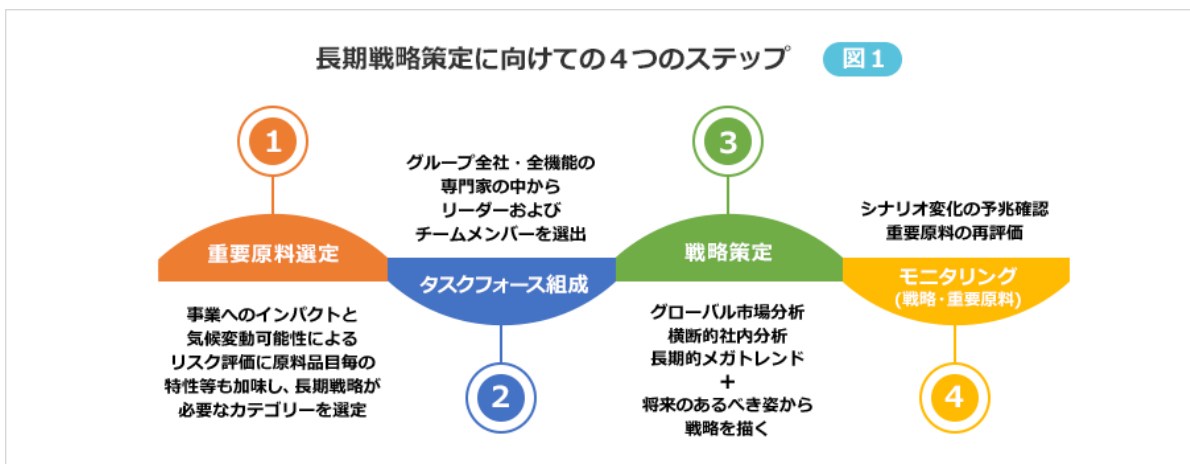 長期戦略策定に向けての4つのステップ
図1
1
重要原料選定
事業へのインパクトと
気候変動可能性による
リスク評価に原料品目毎の
特性等も加味し、長期戦略が
必要なカテゴリーを選定
グループ全社・全機能の
専門家の中から
リーダーおよび
チームメンバーを選出
タスクフォース組成
2
3
戦略策定
グローバル市場分析
横断的社内分析
長期的メガトレンド
+
将来のあるべき姿から
戦略を描く
シナリオ変化の予兆確認
重要原料の再評価
モニタリング
(戦略・重要原料)
4